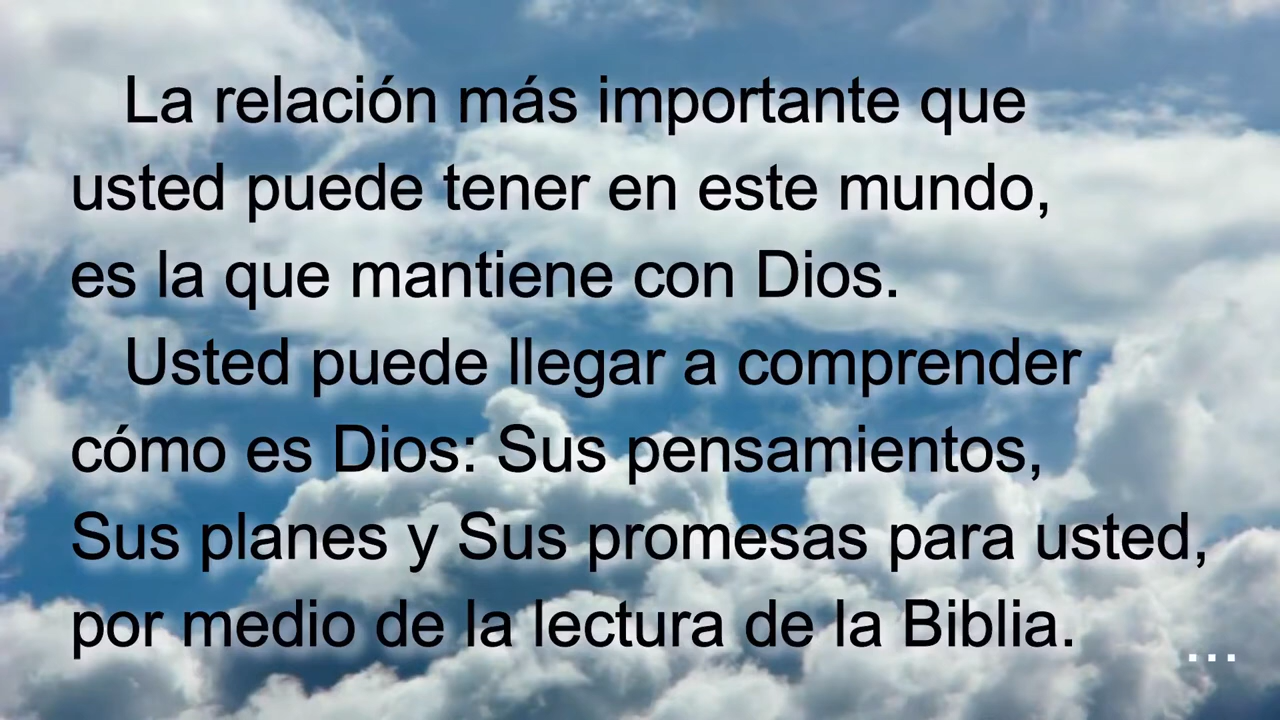 La relación más importante que
usted puede tener en este mundo,
es la que mantiene con Dios.
Usted puede llegar a comprender
cómo es Dios: Sus pensamientos,
Sus planes y Sus promesas para usted,
por medio de la lectura de la Biblia.
...